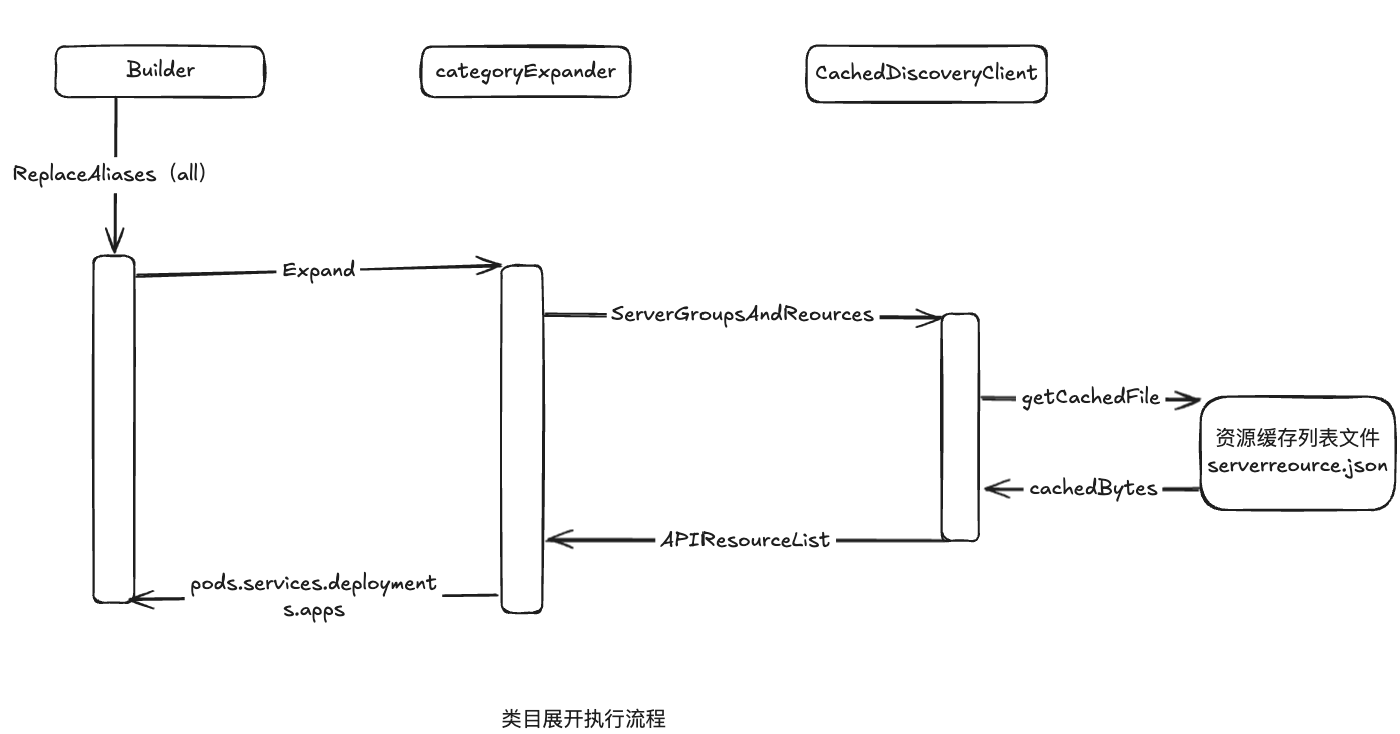 Builder
categoryExpander
CachedDiscoveryClient
ReplaceAliases（all）
Expand
ServerGroupsAndReources
getCachedFile
资源缓存列表文件
serverreource.json
cachedBytes
APIResourceList
pods.services.deployment
s.apps
类目展开执行流程